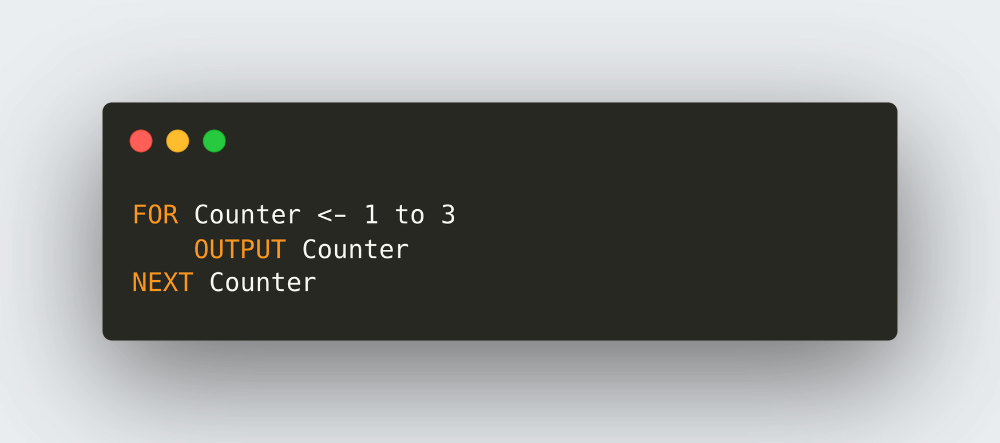 FOR Counter <- 1 to 3
    OUTPUT Counter
NEXT Counter